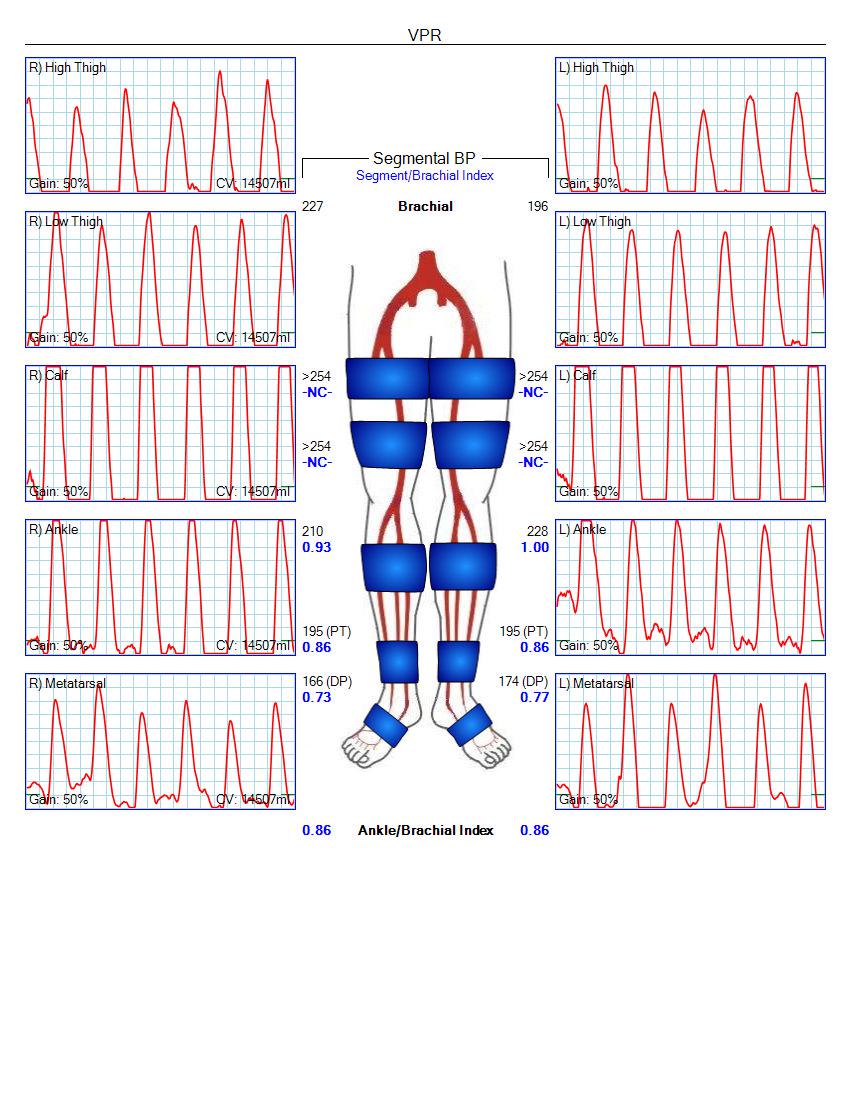 VPR
R) High Thigh
Gain: 50% CV: 14507ml
L) High Thigh
Gain: 50%
Segmental BP
Segment/Brachial Index
227 Brachial 196
R) Low Thigh
Gain: 50% CV: 14507ml
L) Low Thigh
Gain: 50%
R) Calf
Gain: 50% CV: 14507ml
>254 >254
-NC- -NC-
>254 >254
-NC- -NC-
L) Calf
Gain: 50%
R) Ankle
Gain: 50% CV: 14507ml
210 228
0.93 1.00
195 (PT) 195 (PT)
0.86 0.86
L) Ankle
Gain: 50%
R) Metatarsal
Gain: 50% CV: 14507ml
166 (DP) 174 (DP)
0.73 0.77
L) Metatarsal
Gain: 50%
0.86 Ankle/Brachial Index 0.86